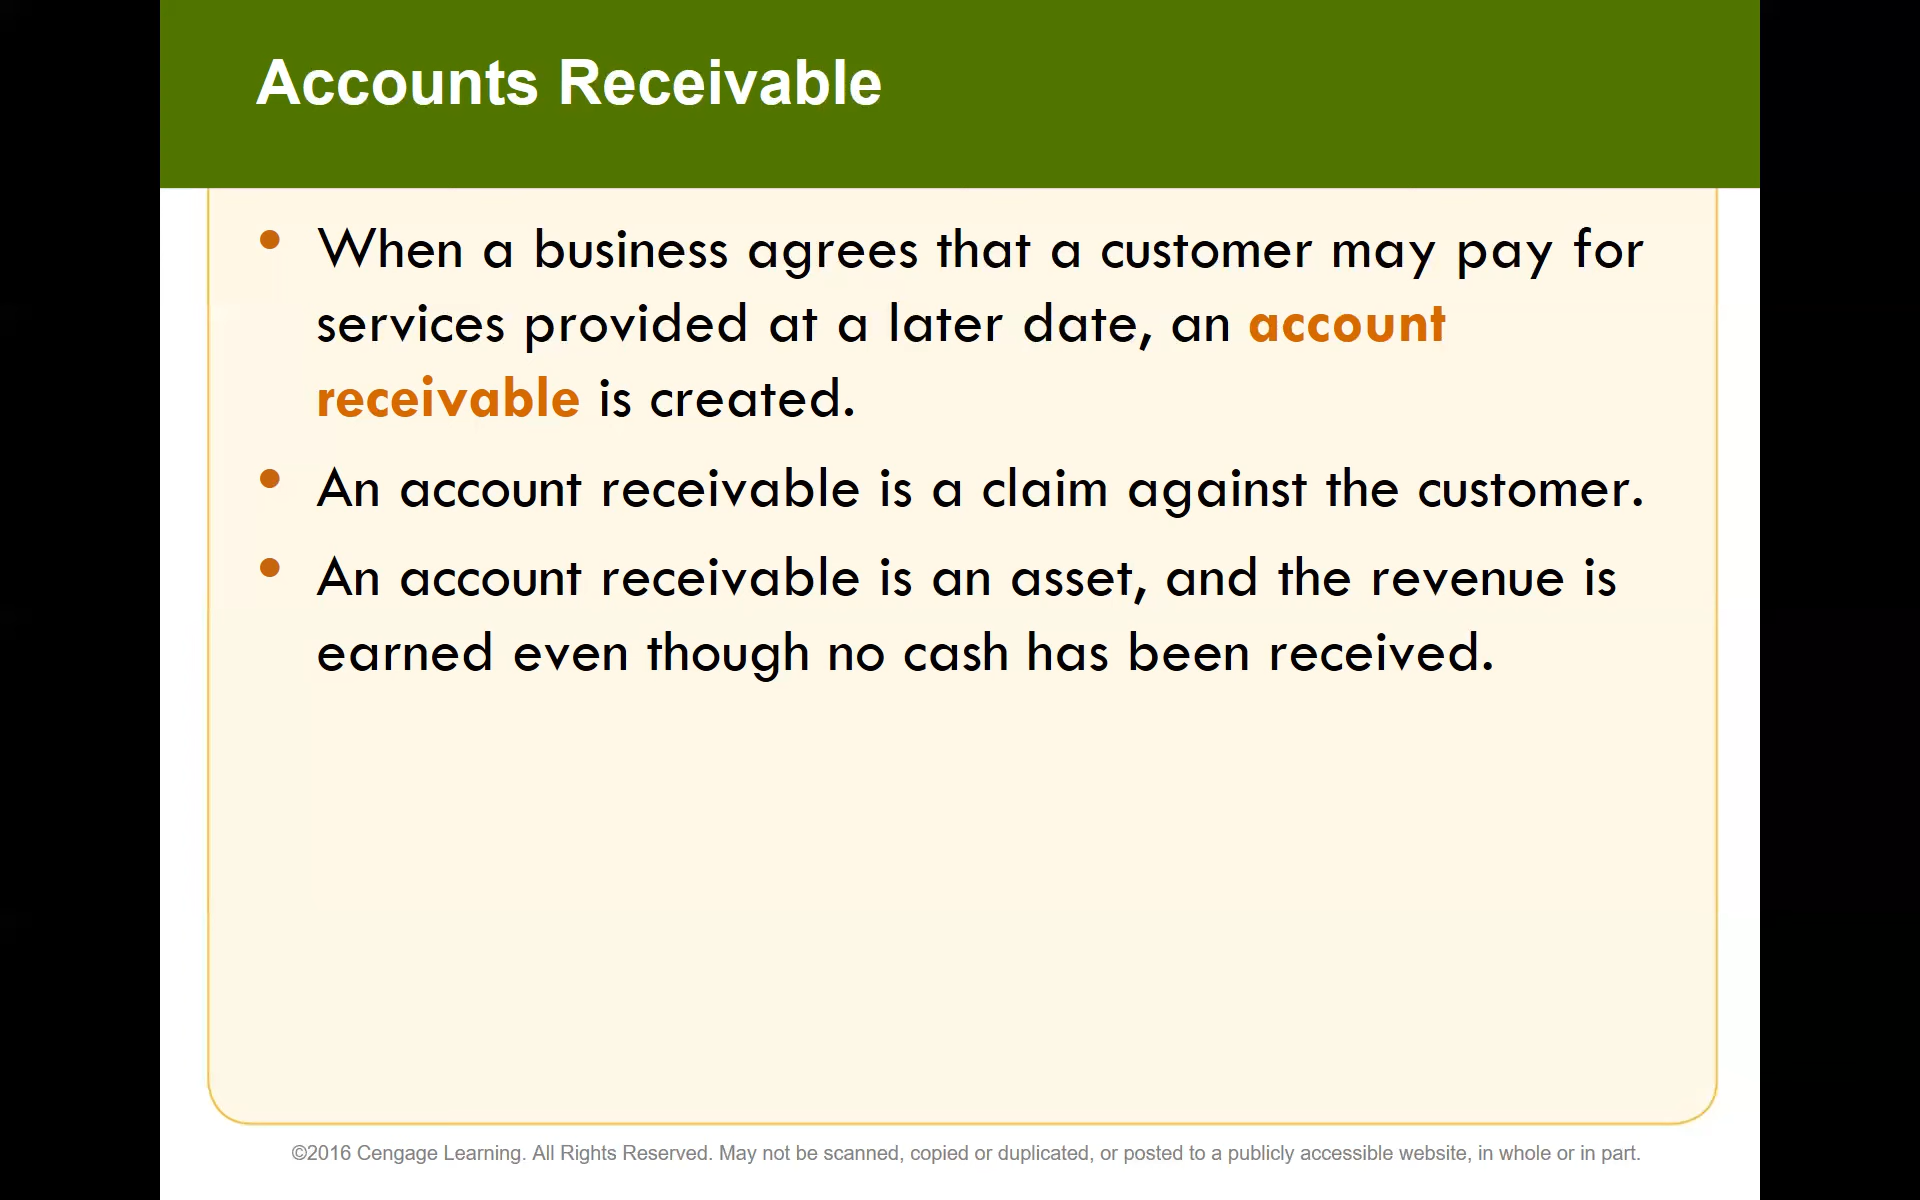 Accounts Receivable
• When a business agrees that a customer may pay for
services provided at a later date, an account
receivable is created.
• An account receivable is a claim against the customer.
• An account receivable is an asset, and the revenue is
earned even though no cash has been received.
©2016 Cengage Learning. All Rights Reserved. May not be scanned, copied or duplicated, or posted to a publicly accessible website, in whole or in part.